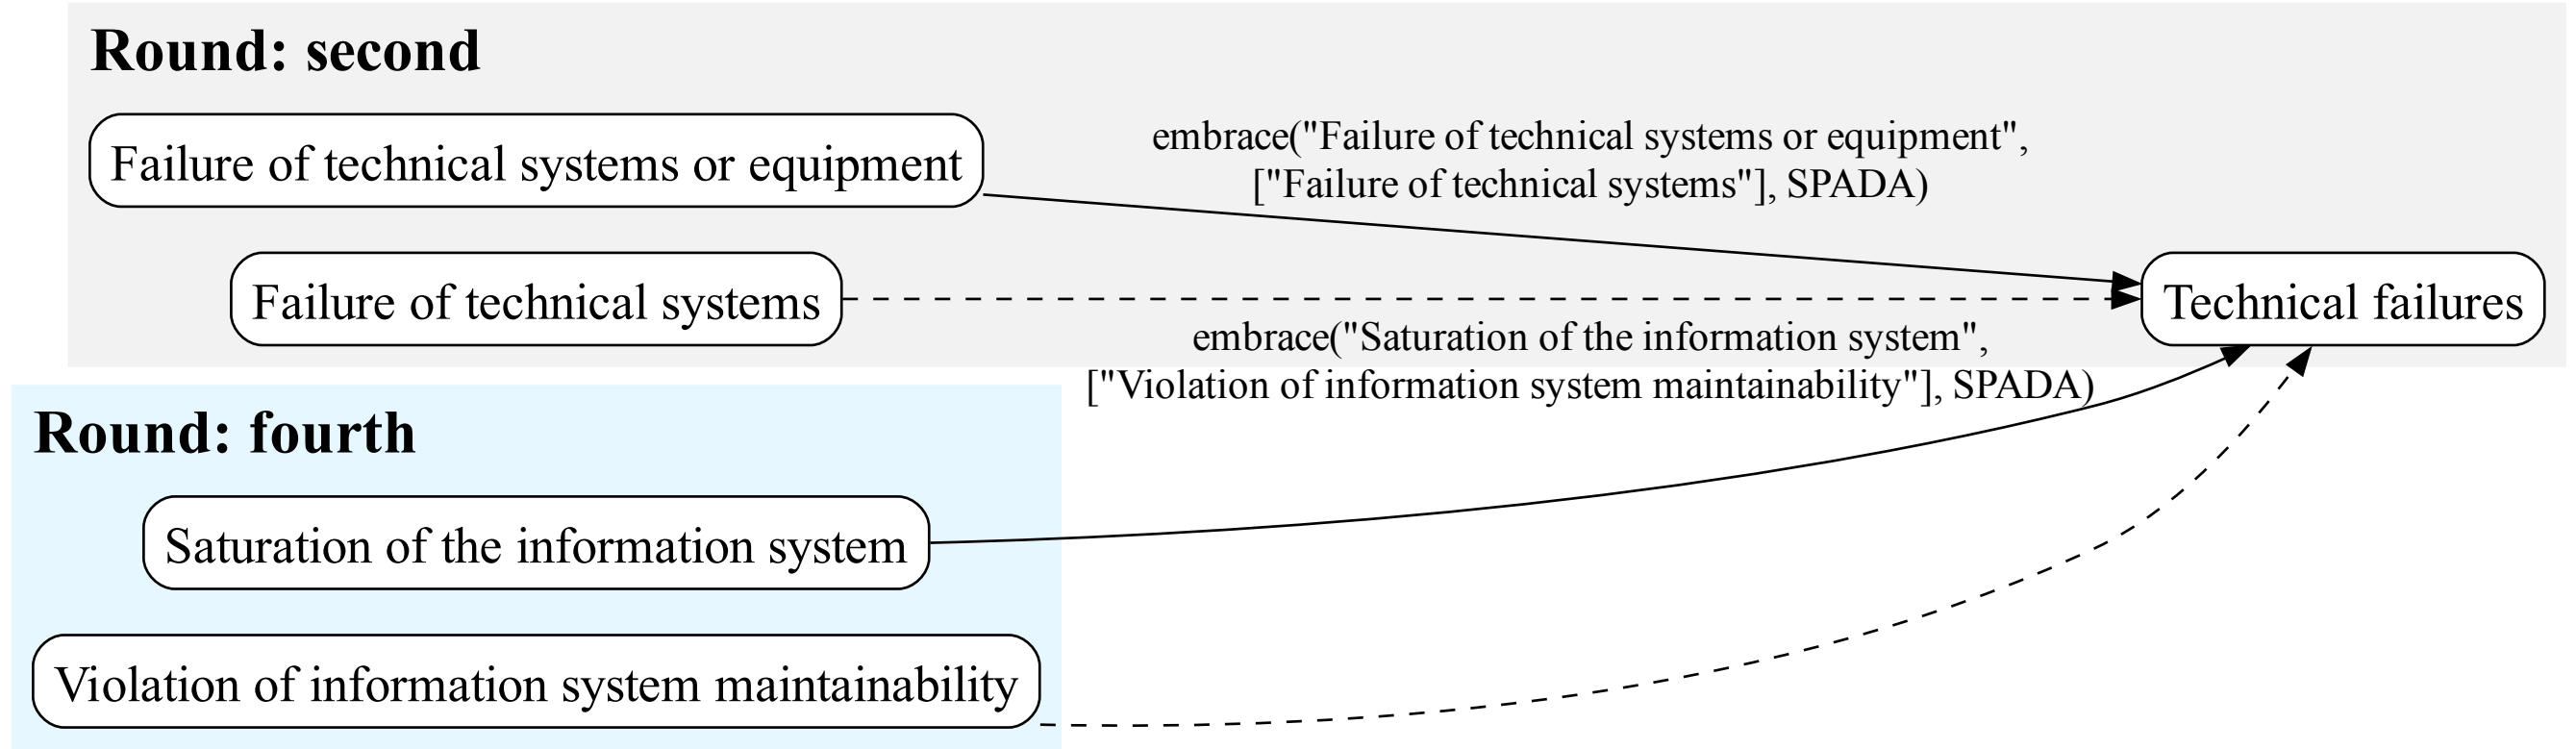 Round: second
Failure of technical systems or equipment
embrace("Failure of technical systems or equipment",
["Failure of technical systems"], SPADA)
Failure of technical systems
Technical failures
embrace("Saturation of the information system",
["Violation of information system maintainability"], SPADA)
Round: fourth
Saturation of the information system
Violation of information system maintainability